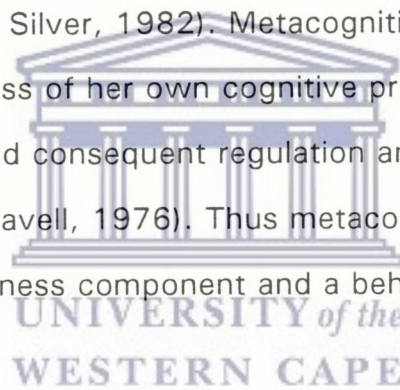 Silver, 1982). Metacogniti
ss of her own cognitive pr
d consequent regulation an
avell, 1976). Thus metaco
ness component and a beh
UNIVERSITY of the
WESTERN CAPE